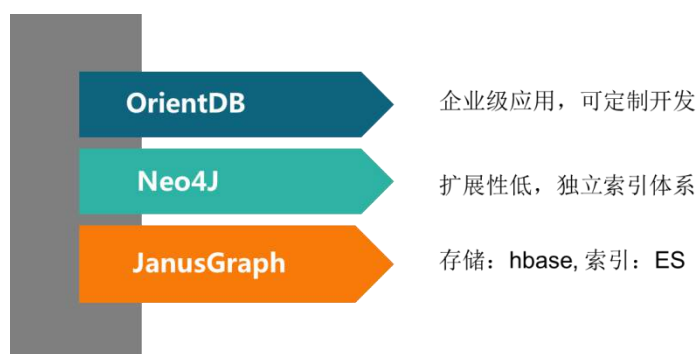 OrientDB
企业级应用，可定制开发
Neo4J
扩展性低，独立索引体系
JanusGraph
存储：hbase, 索引：ES